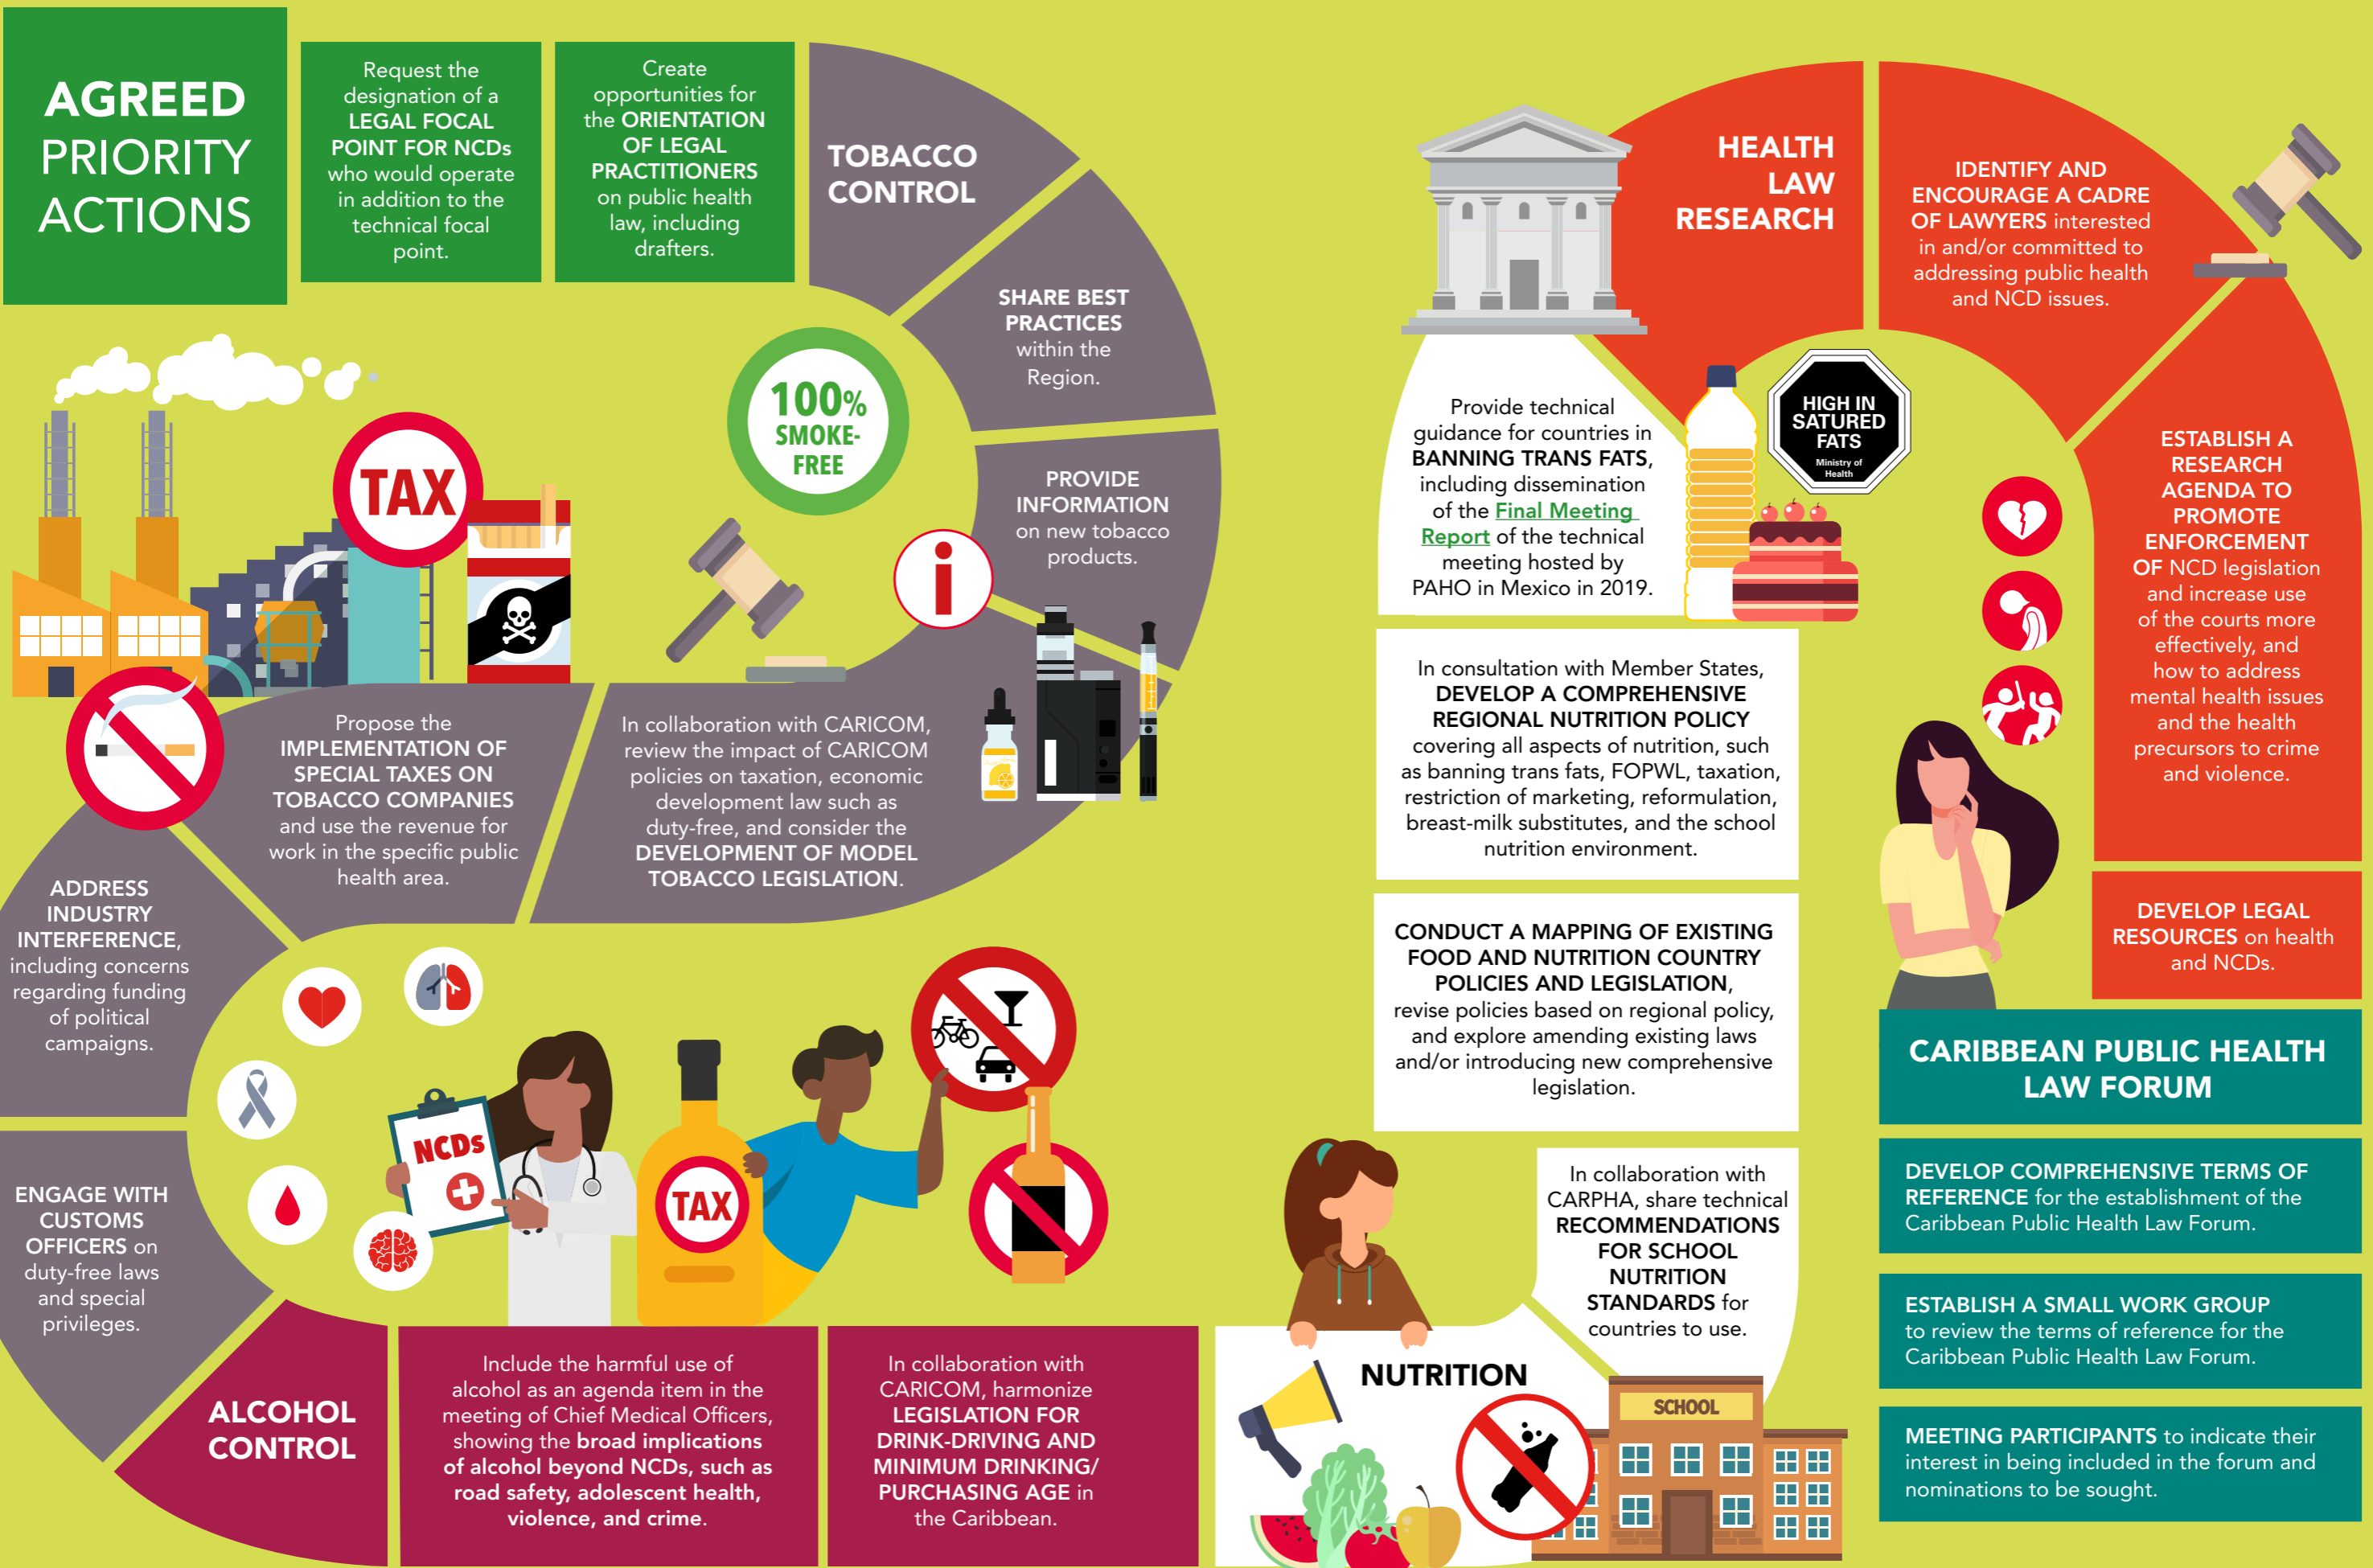 AGREED
PRIORITY
ACTIONS
Request the
designation of a
LEGAL FOCAL
POINT FOR NCDs
who would operate
in addition to the
technical focal
point.
Create
opportunities for
the ORIENTATION
OF LEGAL
PRACTITIONERS
on public health
law, including
drafters.
TOBACCO
CONTROL
SHARE BEST
PRACTICES
within the
Region.
PROVIDE
INFORMATION
on new tobacco
products.
100%
SMOKE-
FREE
TAX
i
In collaboration with CARICOM,
review the impact of CARICOM
policies on taxation, economic
development law such as
duty-free, and consider the
DEVELOPMENT OF MODEL
TOBACCO LEGISLATION.
Propose the
IMPLEMENTATION OF
SPECIAL TAXES ON
TOBACCO COMPANIES
and use the revenue for
work in the specific public
health area.
ADDRESS
INDUSTRY
INTERFERENCE,
including concerns
regarding funding
of political
campaigns.
ENGAGE WITH
CUSTOMS
OFFICERS on
duty-free laws
and special
privileges.
NCDs
TAX
ALCOHOL
CONTROL
Include the harmful use of
alcohol as an agenda item in the
meeting of Chief Medical Officers,
showing the broad implications
of alcohol beyond NCDs, such as
road safety, adolescent health,
violence, and crime.
In collaboration with
CARICOM, harmonize
LEGISLATION FOR
DRINK-DRIVING AND
MINIMUM DRINKING/
PURCHASING AGE in
the Caribbean.
NUTRITION
SCHOOL
In collaboration with
CARPHA, share technical
RECOMMENDATIONS
FOR SCHOOL
NUTRITION
STANDARDS for
countries to use.
CONDUCT A MAPPING OF EXISTING
FOOD AND NUTRITION COUNTRY
POLICIES AND LEGISLATION,
revise policies based on regional policy,
and explore amending existing laws
and/or introducing new comprehensive
legislation.
In consultation with Member States,
DEVELOP A COMPREHENSIVE
REGIONAL NUTRITION POLICY
covering all aspects of nutrition, such
as banning trans fats, FOPWL, taxation,
restriction of marketing, reformulation,
breast-milk substitutes, and the school
nutrition environment.
Provide technical
guidance for countries in
BANNING TRANS FATS,
including dissemination
of the Final Meeting
Report of the technical
meeting hosted by
PAHO in Mexico in 2019.
HIGH IN
SATURED
FATS
Ministry of
Health
HEALTH
LAW
RESEARCH
IDENTIFY AND
ENCOURAGE A CADRE
OF LAWYERS interested
in and/or committed to
addressing public health
and NCD issues.
ESTABLISH A
RESEARCH
AGENDA TO
PROMOTE
ENFORCEMENT
OF NCD legislation
and increase use
of the courts more
effectively, and
how to address
mental health issues
and the health
precursors to crime
and violence.
DEVELOP LEGAL
RESOURCES on health
and NCDs.
CARIBBEAN PUBLIC HEALTH
LAW FORUM
DEVELOP COMPREHENSIVE TERMS OF
REFERENCE for the establishment of the
Caribbean Public Health Law Forum.
ESTABLISH A SMALL WORK GROUP
to review the terms of reference for the
Caribbean Public Health Law Forum.
MEETING PARTICIPANTS to indicate their
interest in being included in the forum and
nominations to be sought.